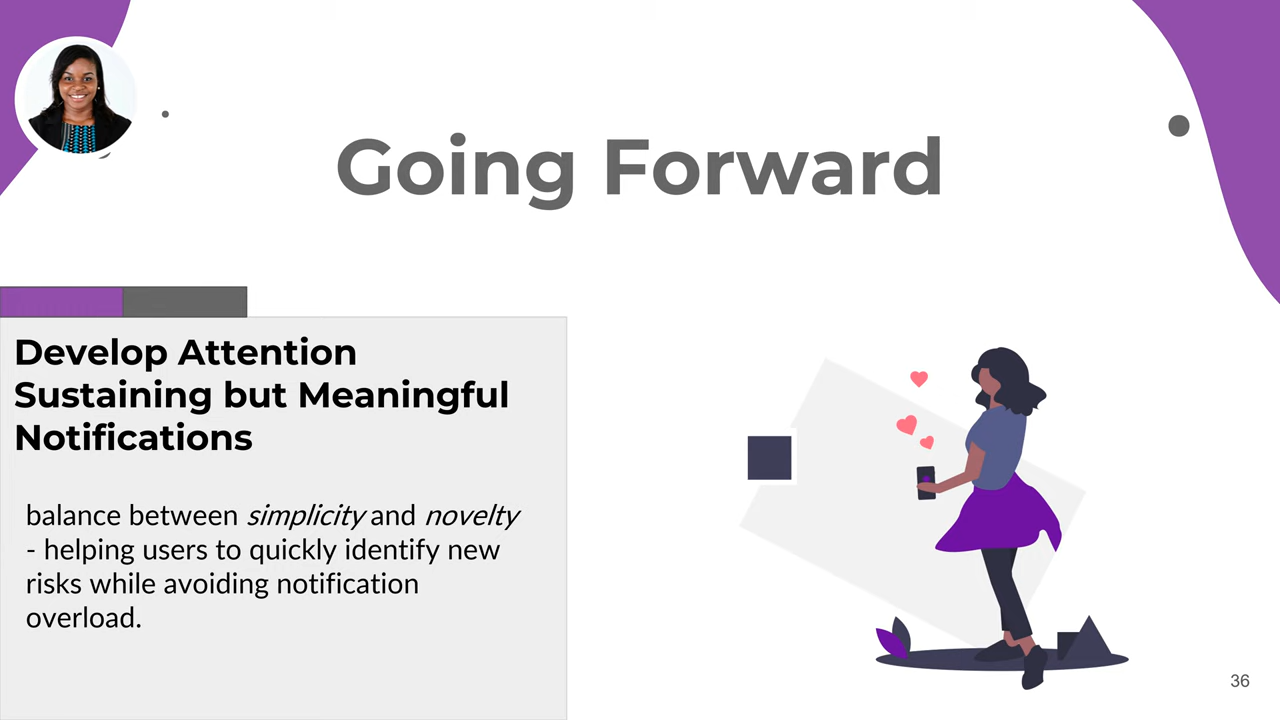 Going Forward
Develop Attention
Sustaining but Meaningful
Notifications
balance between simplicity and novelty
- helping users to quickly identify new
risks while avoiding notification
overload.
36